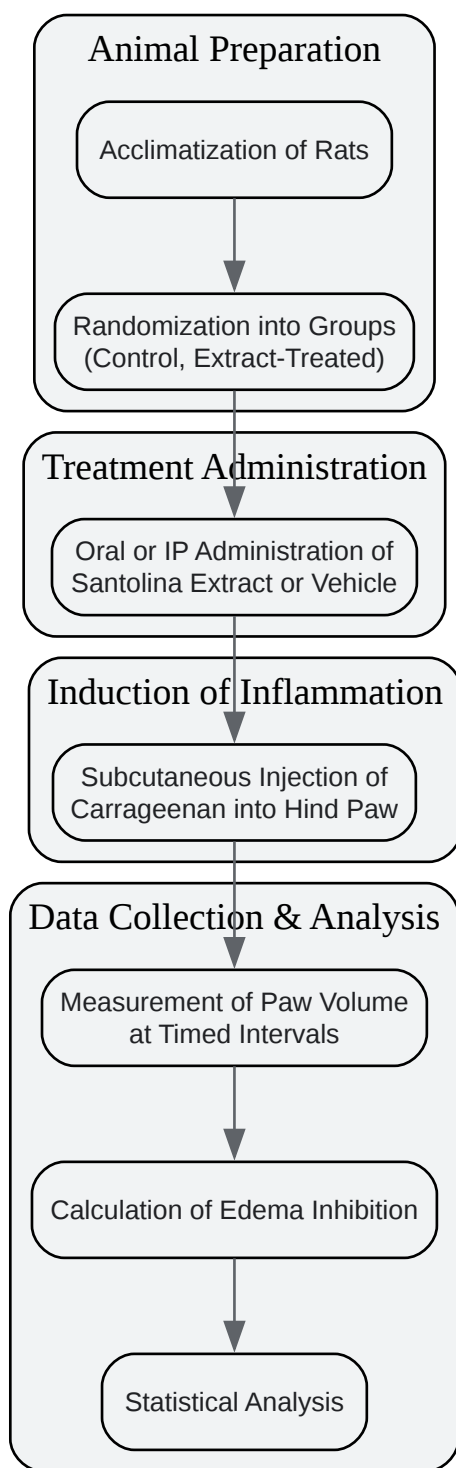 Animal Preparation
Acclimatization of Rats
Randomization into Groups
(Control, Extract-Treated)
Treatment Administration
Oral or IP Administration of
Santolina Extract or Vehicle
Induction of Inflammation
Subcutaneous Injection of
Carrageenan into Hind Paw
Data Collection & Analysis
Measurement of Paw Volume
at Timed Intervals
Calculation of Edema Inhibition
Statistical Analysis